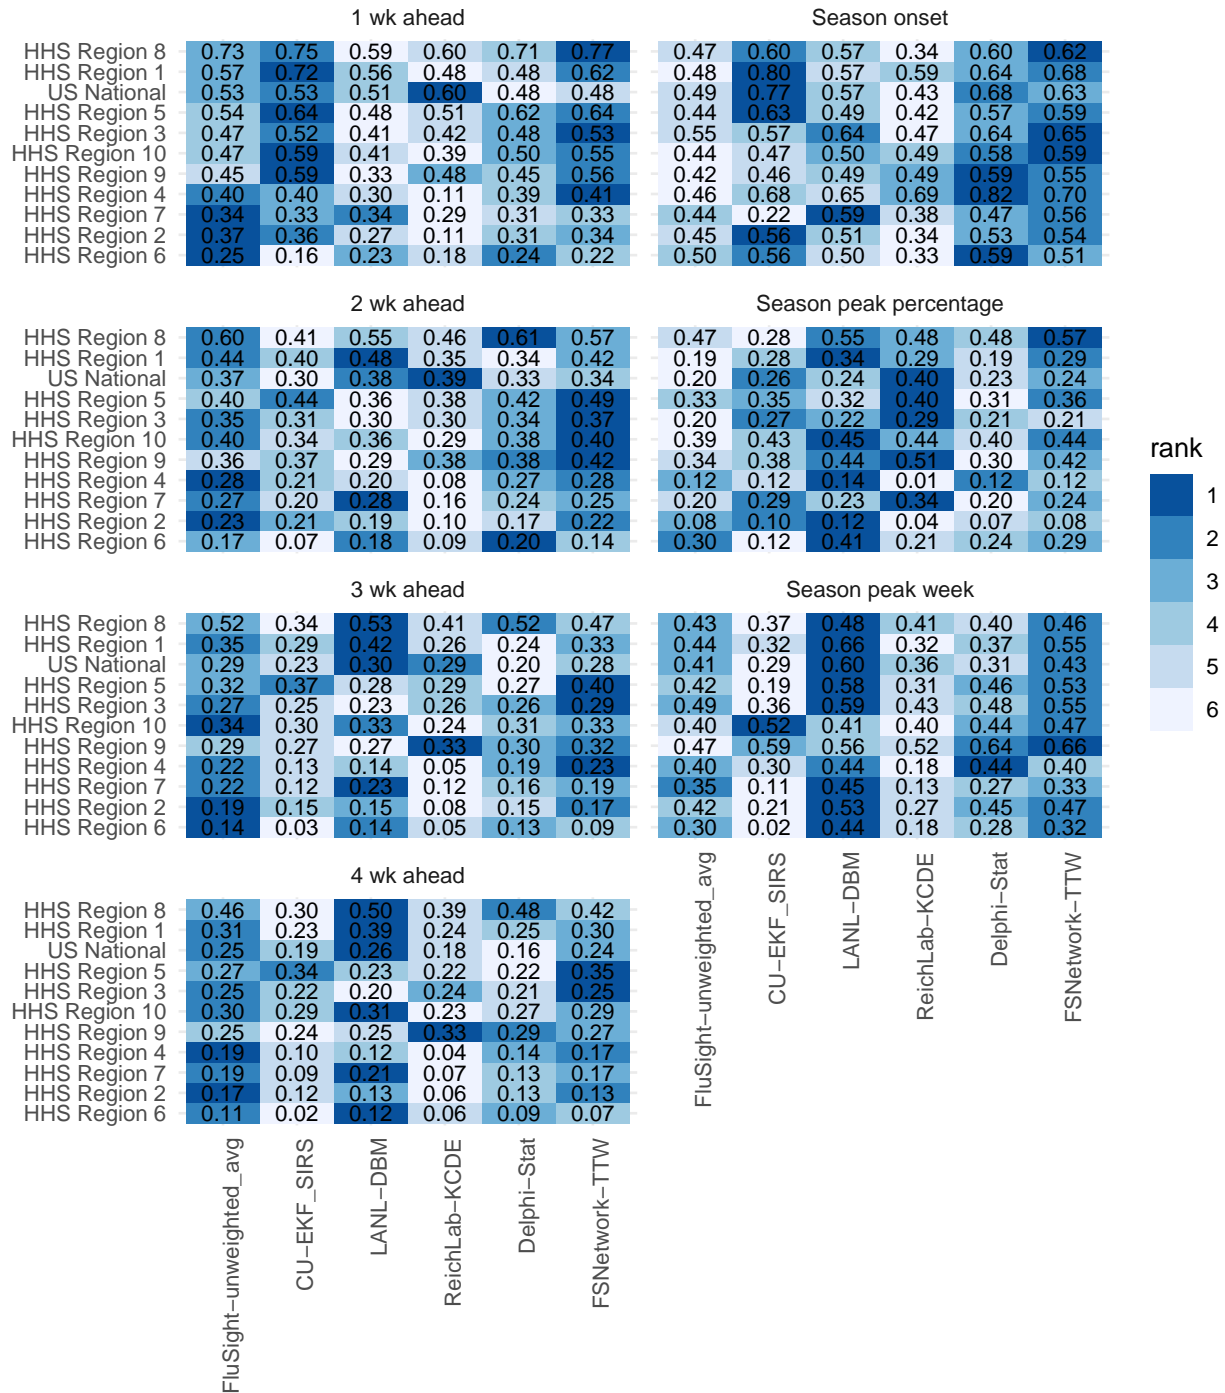 1 wk ahead
HHS Region 8 0.73 0.75 0.59 0.60 0.71 0.77
HHS Region 1 0.57 0.72 0.56 0.48 0.48 0.62
US National 0.53 0.53 0.51 0.60 0.48 0.48
HHS Region 5 0.54 0.64 0.48 0.51 0.62 0.64
HHS Region 3 0.47 0.52 0.41 0.42 0.48 0.53
HHS Region 10 0.47 0.59 0.41 0.39 0.50 0.55
HHS Region 9 0.45 0.59 0.33 0.48 0.45 0.56
HHS Region 4 0.40 0.40 0.30 0.11 0.39 0.41
HHS Region 7 0.34 0.33 0.34 0.29 0.31 0.33
HHS Region 2 0.37 0.36 0.27 0.11 0.31 0.34
HHS Region 6 0.25 0.16 0.23 0.18 0.24 0.22
Season onset
0.47 0.60 0.57 0.34 0.60 0.62
0.48 0.80 0.57 0.59 0.64 0.68
0.49 0.77 0.57 0.43 0.68 0.63
0.44 0.63 0.49 0.42 0.57 0.59
0.55 0.57 0.64 0.47 0.64 0.65
0.44 0.47 0.50 0.49 0.58 0.59
0.42 0.46 0.49 0.49 0.59 0.55
0.46 0.68 0.65 0.69 0.82 0.70
0.44 0.22 0.59 0.38 0.47 0.56
0.45 0.56 0.51 0.34 0.53 0.54
0.50 0.56 0.50 0.33 0.59 0.51
2 wk ahead
HHS Region 8 0.60 0.41 0.55 0.46 0.61 0.57
HHS Region 1 0.44 0.40 0.48 0.35 0.34 0.42
US National 0.37 0.30 0.38 0.39 0.33 0.34
HHS Region 5 0.40 0.44 0.36 0.38 0.42 0.49
HHS Region 3 0.35 0.31 0.30 0.30 0.34 0.37
HHS Region 10 0.40 0.34 0.36 0.29 0.38 0.40
HHS Region 9 0.36 0.37 0.29 0.38 0.38 0.42
HHS Region 4 0.28 0.21 0.20 0.08 0.27 0.28
HHS Region 7 0.27 0.20 0.28 0.16 0.24 0.25
HHS Region 2 0.23 0.21 0.19 0.10 0.17 0.22
HHS Region 6 0.17 0.07 0.18 0.09 0.20 0.14
Season peak percentage
0.47 0.28 0.55 0.48 0.48 0.57
0.19 0.28 0.34 0.29 0.19 0.29
0.20 0.26 0.24 0.40 0.23 0.24
0.33 0.35 0.32 0.40 0.31 0.36
0.20 0.27 0.22 0.29 0.21 0.21
0.39 0.43 0.45 0.44 0.40 0.44
0.34 0.38 0.44 0.51 0.30 0.42
0.12 0.12 0.14 0.01 0.12 0.12
0.20 0.29 0.23 0.34 0.20 0.24
0.08 0.10 0.12 0.04 0.07 0.08
0.30 0.12 0.41 0.21 0.24 0.29
3 wk ahead
HHS Region 8 0.52 0.34 0.53 0.41 0.52 0.47
HHS Region 1 0.35 0.29 0.42 0.26 0.24 0.33
US National 0.29 0.23 0.30 0.29 0.20 0.28
HHS Region 5 0.32 0.37 0.28 0.29 0.27 0.40
HHS Region 3 0.27 0.25 0.23 0.26 0.26 0.29
HHS Region 10 0.34 0.30 0.33 0.24 0.31 0.33
HHS Region 9 0.29 0.27 0.27 0.33 0.30 0.32
HHS Region 4 0.22 0.13 0.14 0.05 0.19 0.23
HHS Region 7 0.22 0.12 0.23 0.12 0.16 0.19
HHS Region 2 0.19 0.15 0.15 0.08 0.15 0.17
HHS Region 6 0.14 0.03 0.14 0.05 0.13 0.09
Season peak week
0.43 0.37 0.48 0.41 0.40 0.46
0.44 0.32 0.66 0.32 0.37 0.55
0.41 0.29 0.60 0.36 0.31 0.43
0.42 0.19 0.58 0.31 0.46 0.53
0.49 0.36 0.59 0.43 0.48 0.55
0.40 0.52 0.41 0.40 0.44 0.47
0.47 0.59 0.56 0.52 0.64 0.66
0.40 0.30 0.44 0.18 0.44 0.40
0.35 0.11 0.45 0.13 0.27 0.33
0.42 0.21 0.53 0.27 0.45 0.47
0.30 0.02 0.44 0.18 0.28 0.32
FluSight−unweighted_avg
CU−EKF_SIRS
LANL−DBM
ReichLab−KCDE
Delphi−Stat
FSNetwork−TTW
4 wk ahead
HHS Region 8 0.46 0.30 0.50 0.39 0.48 0.42
HHS Region 1 0.31 0.23 0.39 0.24 0.25 0.30
US National 0.25 0.19 0.26 0.18 0.16 0.24
HHS Region 5 0.27 0.34 0.23 0.22 0.22 0.35
HHS Region 3 0.25 0.22 0.20 0.24 0.21 0.25
HHS Region 10 0.30 0.29 0.31 0.23 0.27 0.29
HHS Region 9 0.25 0.24 0.25 0.33 0.29 0.27
HHS Region 4 0.19 0.10 0.12 0.04 0.14 0.17
HHS Region 7 0.19 0.09 0.21 0.07 0.13 0.17
HHS Region 2 0.17 0.12 0.13 0.06 0.13 0.13
HHS Region 6 0.11 0.02 0.12 0.06 0.09 0.07
FluSight−unweighted_avg
CU−EKF_SIRS
LANL−DBM
ReichLab−KCDE
Delphi−Stat
FSNetwork−TTW
rank
1
2
3
4
5
6